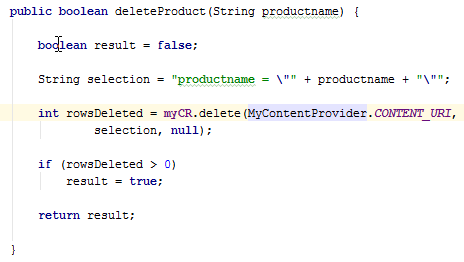 public boolean deleteProduct(String productname) {
boolean result = false;
String selection = "productname = \"" + productname + "\"";
int rowsDeleted = myCR.delete(MyContentProvider.CONTENT_URI,
selection, null);
if (rowsDeleted > 0)
result = true;
return result;
}